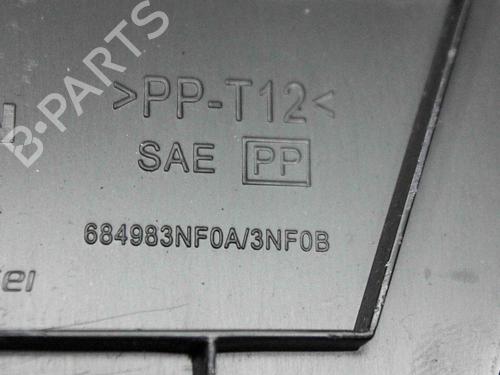 >PP-T12<
SAE PP
684983NF0A/3NF0B
B-PARTS